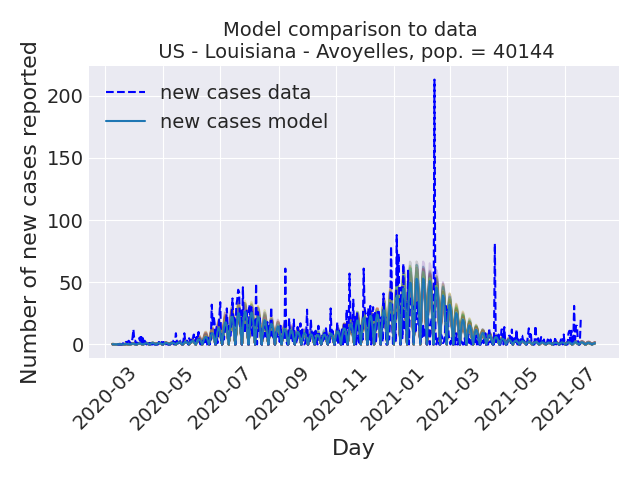 Model comparison to data
US - Louisiana - Avoyelles, pop. = 40144
Number of new cases reported
200
150
100
50
0
new cases data
new cases model
2020-03
2020-05
2020-07
2020-09
2020-11
2021-01
2021-03
2021-05
2021-07
Day